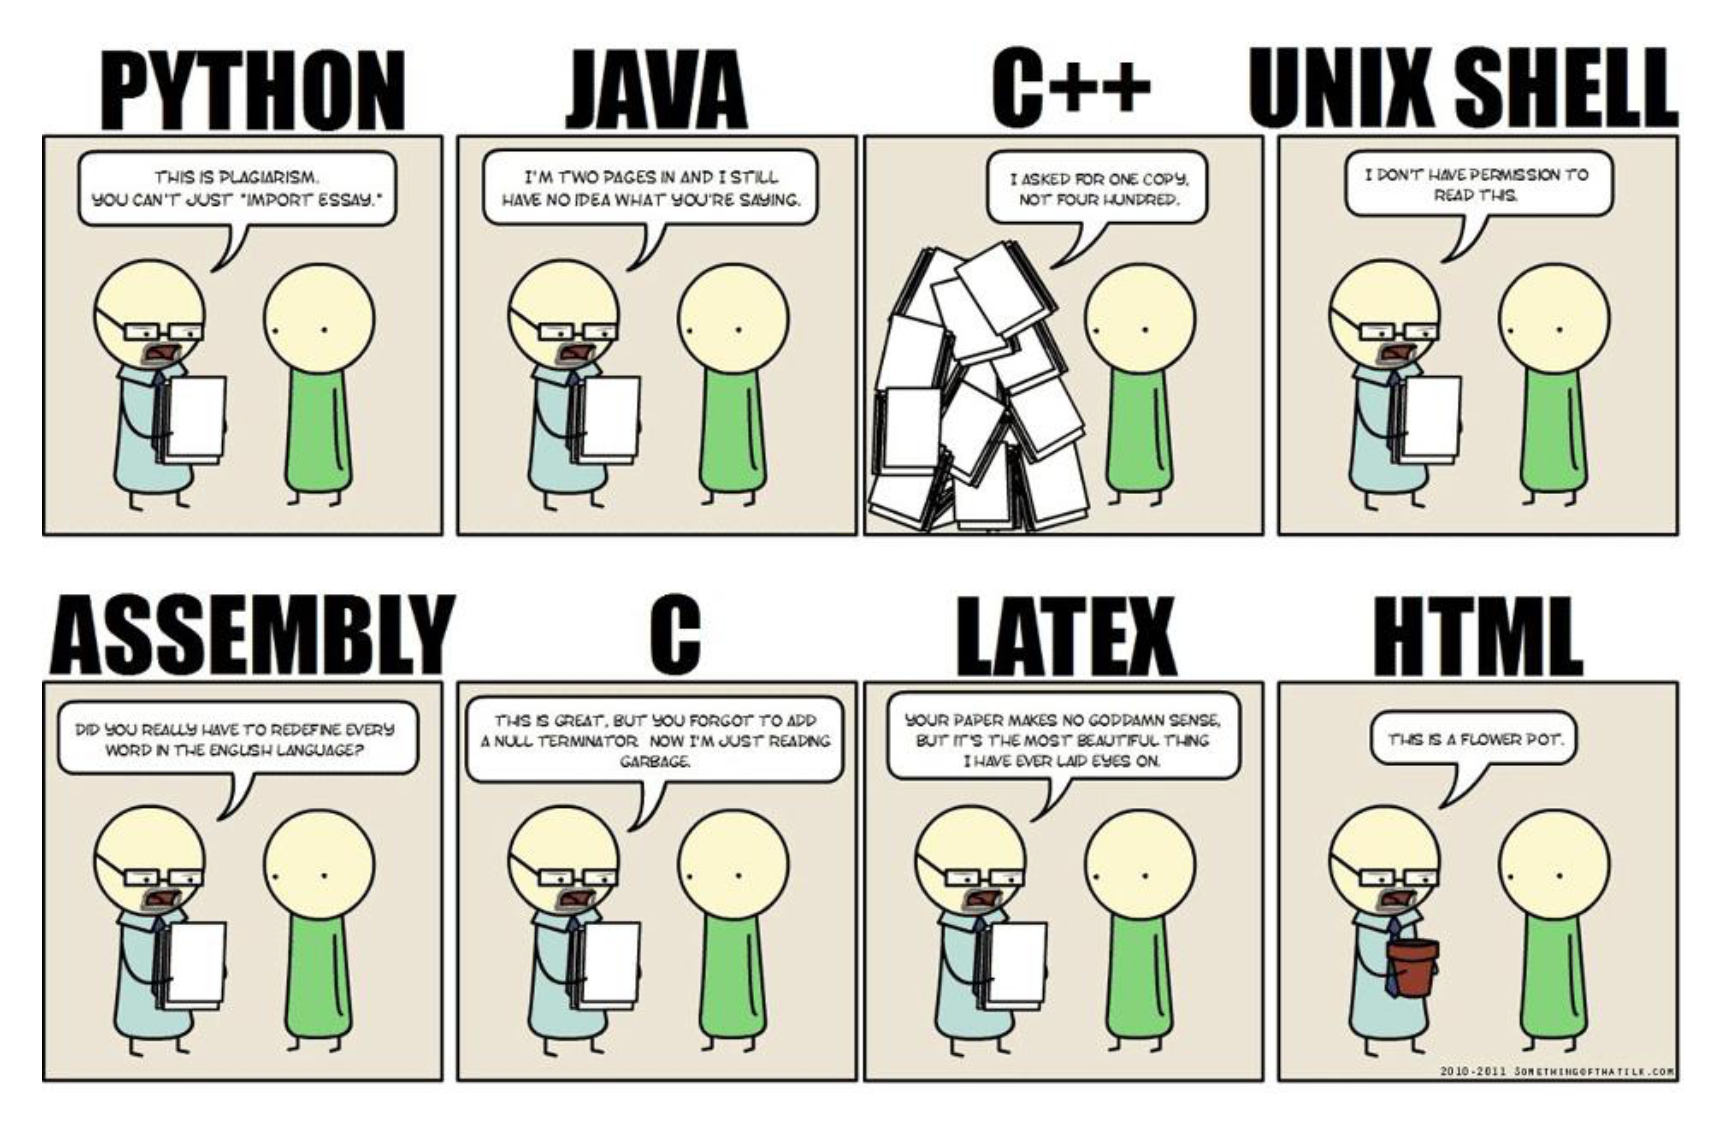 PYTHON
JAVA
C++
UNIX SHELL
THIS IS PLAGIARISM.
YOU CAN'T JUST "IMPORT ESSAY."
I'M TWO PAGES IN AND I STILL
HAVE NO IDEA WHAT YOU'RE SAYING.
I ASKED FOR ONE COPY,
NOT FOUR HUNDRED.
I DON'T HAVE PERMISSION TO
READ THIS.
ASSEMBLY
C
LATEX
HTML
DID YOU REALLY HAVE TO REDEFINE EVERY
WORD IN THE ENGLISH LANGUAGE?
THIS IS GREAT, BUT YOU FORGOT TO ADD
A NULL TERMINATOR. NOW I'M JUST READING
GARBAGE.
YOUR PAPER MAKES NO GODDAMN SENSE,
BUT IT'S THE MOST BEAUTIFUL THING
I HAVE EVER LAID EYES ON.
THIS IS A FLOWER POT.
2010-2011 SOMETHINGOFTHATILK.COM